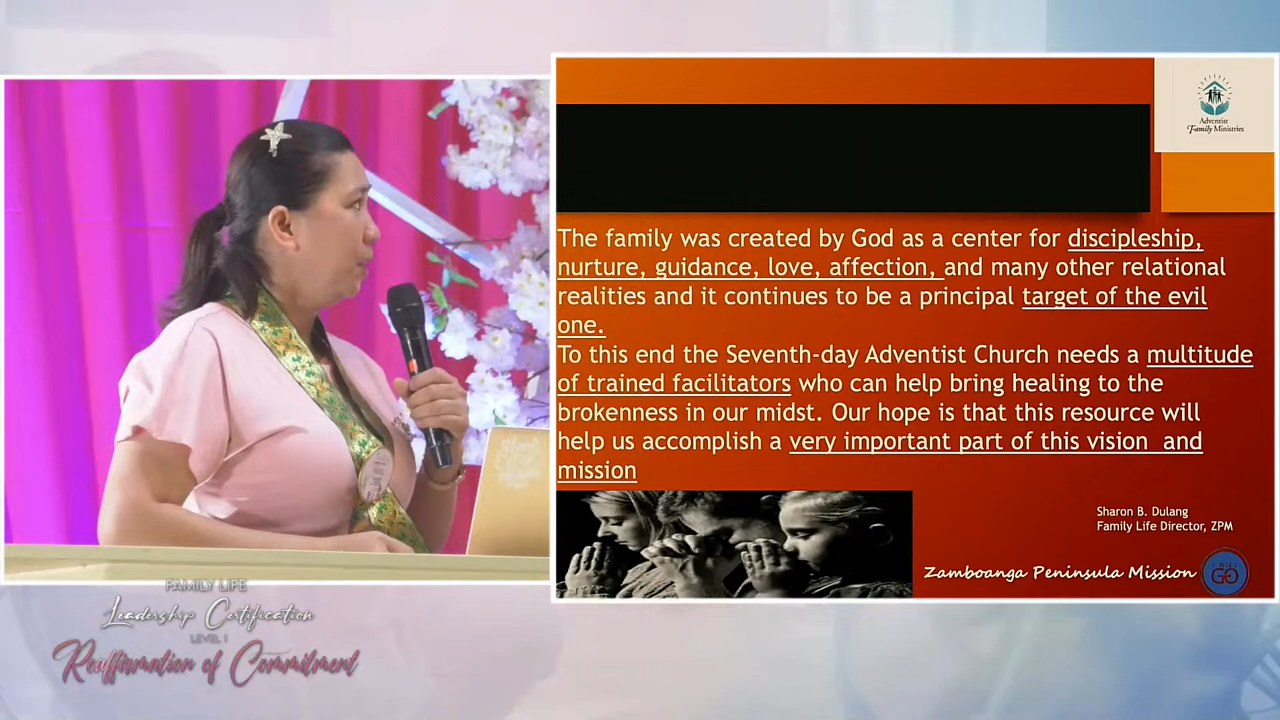 Adventist
Family Ministries
The family was created by God as a center for discipleship,
nurture, guidance, love, affection, and many other relational
realities and it continues to be a principal target of the evil
one.
To this end the Seventh-day Adventist Church needs a multitude
of trained facilitators who can help bring healing to the
brokenness in our midst. Our hope is that this resource will
help us accomplish a very important part of this vision and
mission
Sharon B. Dulang
Family Life Director, ZPM
Zamboanga Peninsula Mission
I WILL
GO
FAMILY LIFE
Leadership Certification
LEVEL 1
Reaffirmation of Commitment